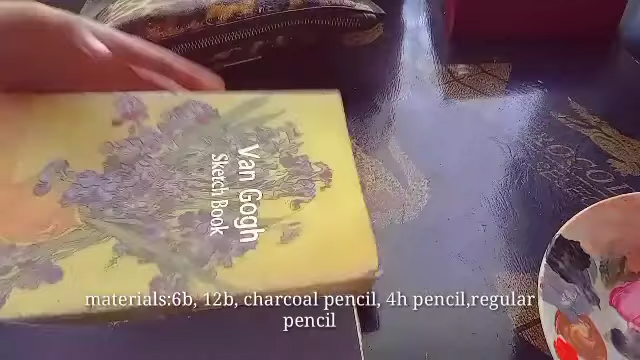 Van Gogh
Sketch Book
materials:6b, 12b, charcoal pencil, 4h pencil,regular
pencil